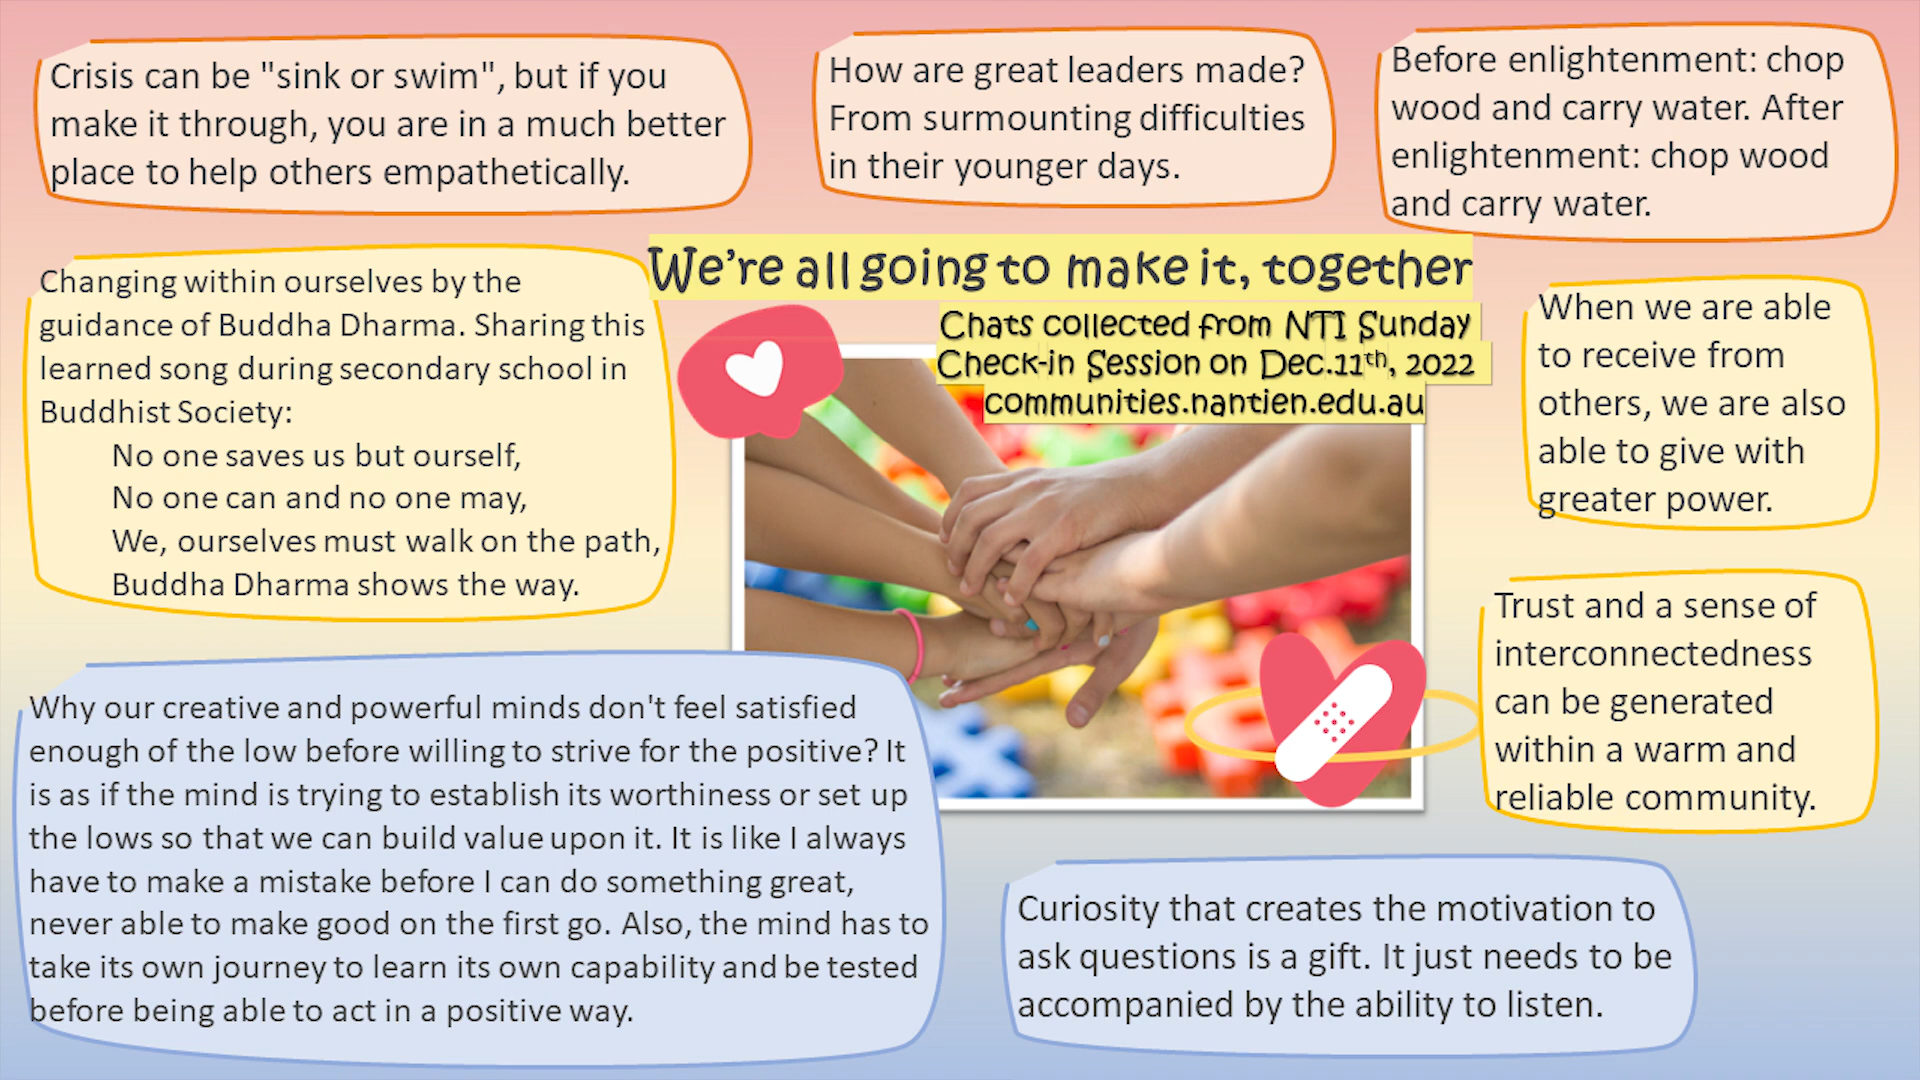 Crisis can be "sink or swim", but if you
make it through, you are in a much better
place to help others empathetically.
How are great leaders made?
From surmounting difficulties
in their younger days.
Before enlightenment: chop
wood and carry water. After
enlightenment: chop wood
and carry water.
We're all going to make it, together
Chats collected from NTI Sunday
Check-in Session on Dec.11th, 2022
communities.nantien.edu.au
Changing within ourselves by the
guidance of Buddha Dharma. Sharing this
learned song during secondary school in
Buddhist Society:
No one saves us but ourself,
No one can and no one may,
We, ourselves must walk on the path,
Buddha Dharma shows the way.
When we are able
to receive from
others, we are also
able to give with
greater power.
Trust and a sense of
interconnectedness
can be generated
within a warm and
reliable community.
Why our creative and powerful minds don't feel satisfied
enough of the low before willing to strive for the positive? It
is as if the mind is trying to establish its worthiness or set up
the lows so that we can build value upon it. It is like I always
have to make a mistake before I can do something great,
never able to make good on the first go. Also, the mind has to
take its own journey to learn its own capability and be tested
before being able to act in a positive way.
Curiosity that creates the motivation to
ask questions is a gift. It just needs to be
accompanied by the ability to listen.